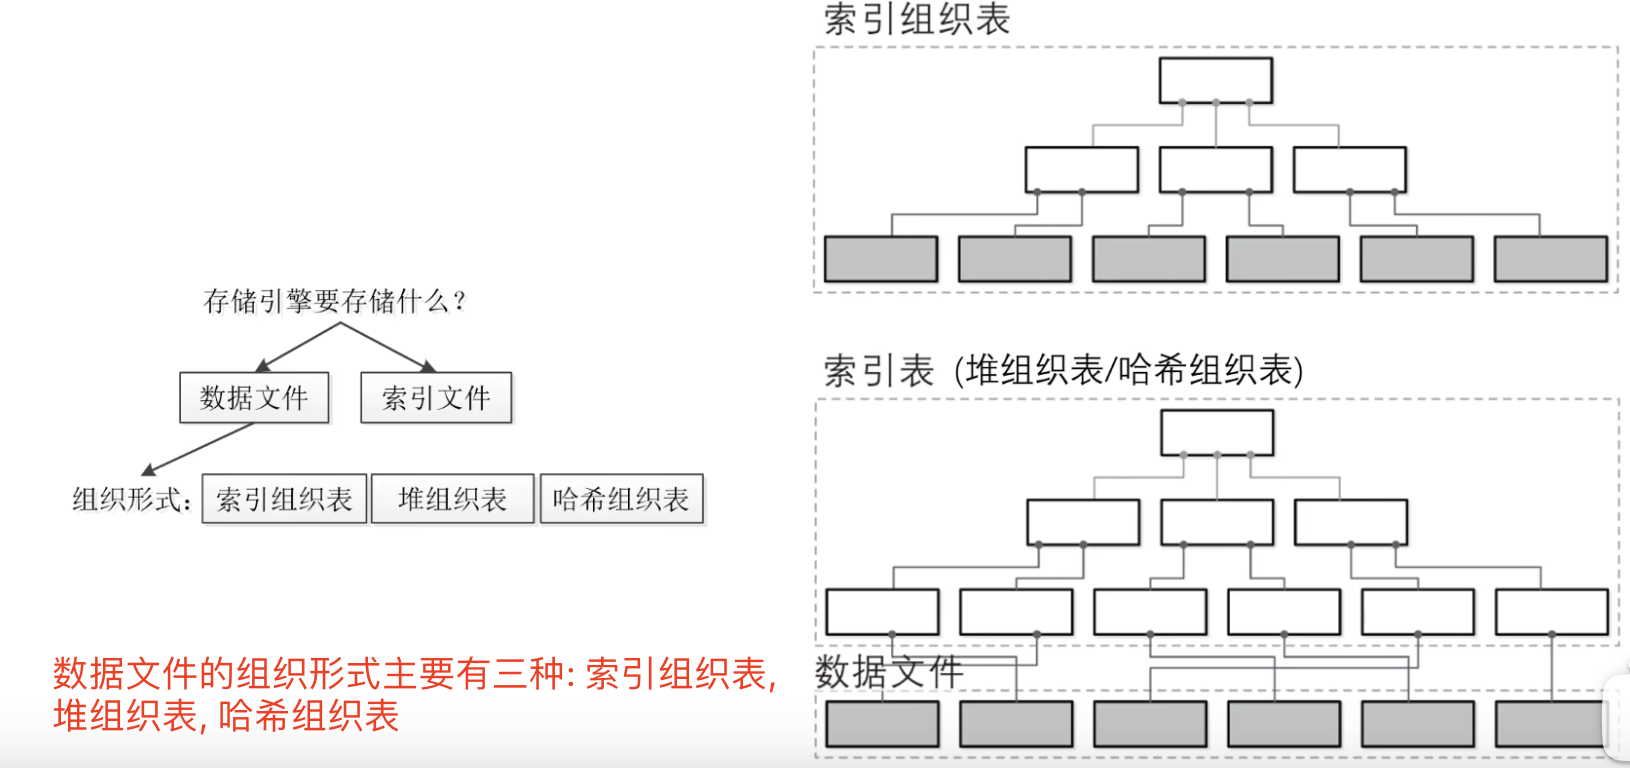 存储引擎要存储什么？
数据文件
索引文件
组织形式：
索引组织表
堆组织表
哈希组织表
数据文件的组织形式主要有三种: 索引组织表,
堆组织表, 哈希组织表
索引组织表
索引表 (堆组织表/哈希组织表)
数据文件